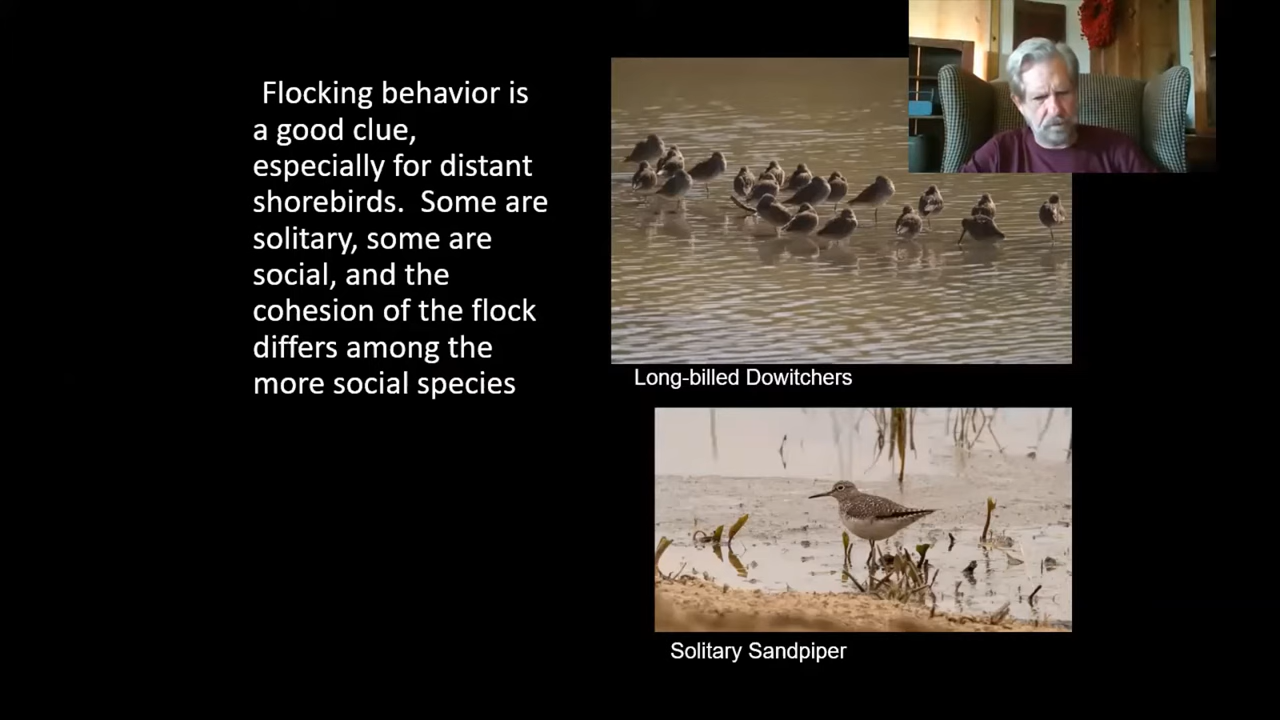 Flocking behavior is
a good clue,
especially for distant
shorebirds.  Some are
solitary, some are
social, and the
cohesion of the flock
differs among the
more social species
Long-billed Dowitchers
Solitary Sandpiper